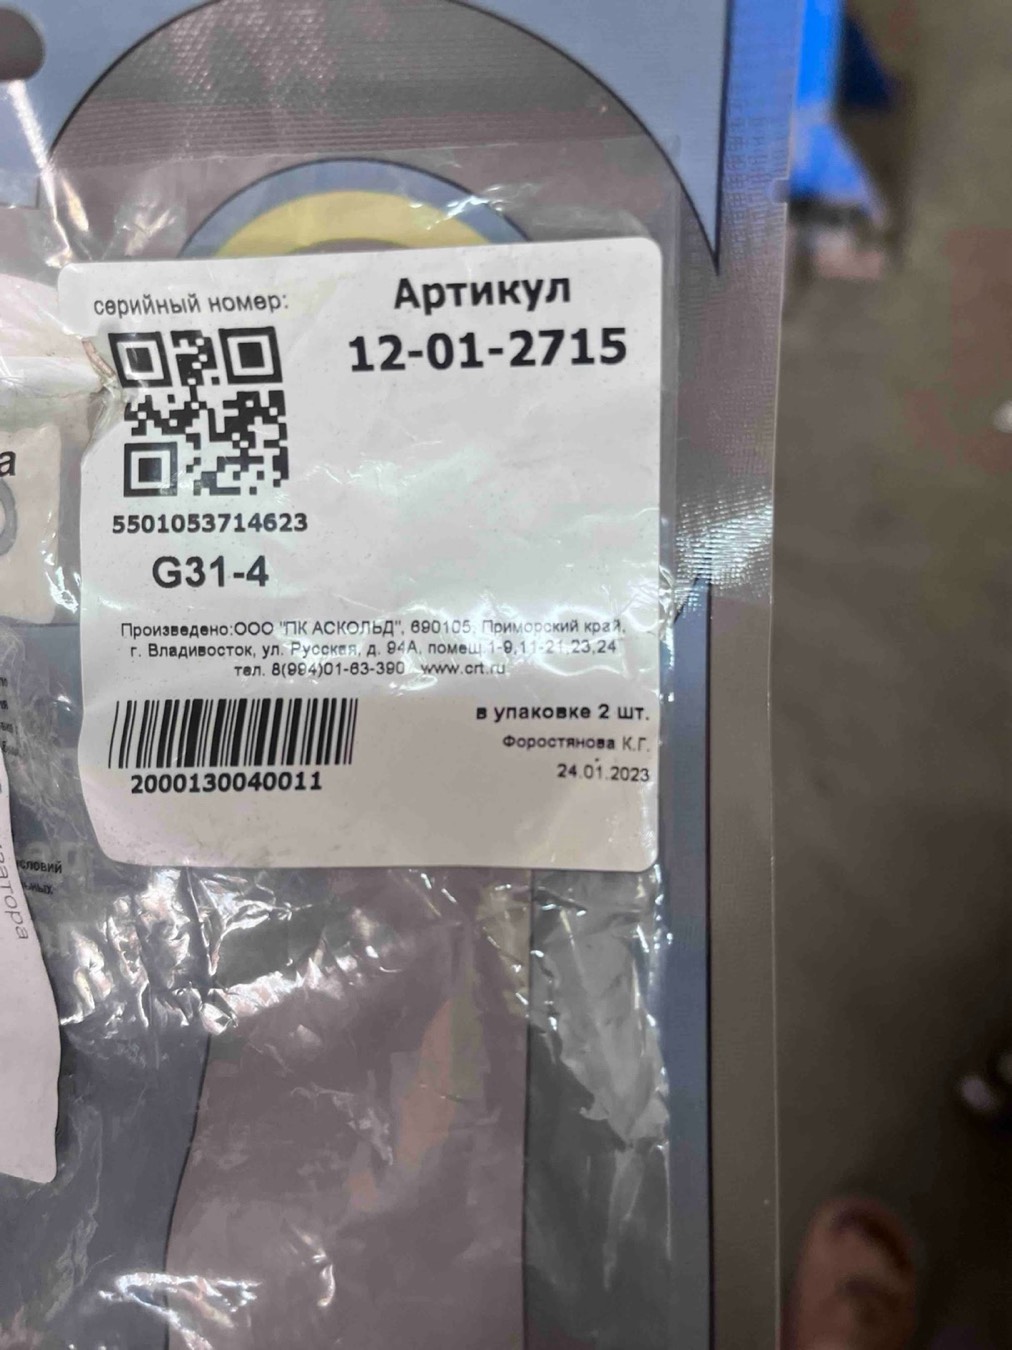 серийный номер:
Артикул
12-01-2715
5501053714623
G31-4
Произведено:ООО "ПК АСКОЛЬД", 690105, Приморский край,
г. Владивосток, ул. Русская, д. 94А, помещ 1-9,11-21,23,24
тел. 8(994)01-63-390 www.crt.ru
2000130040011
в упаковке 2 шт.
Форостянова К.Г.
24.01.2023
а
условий